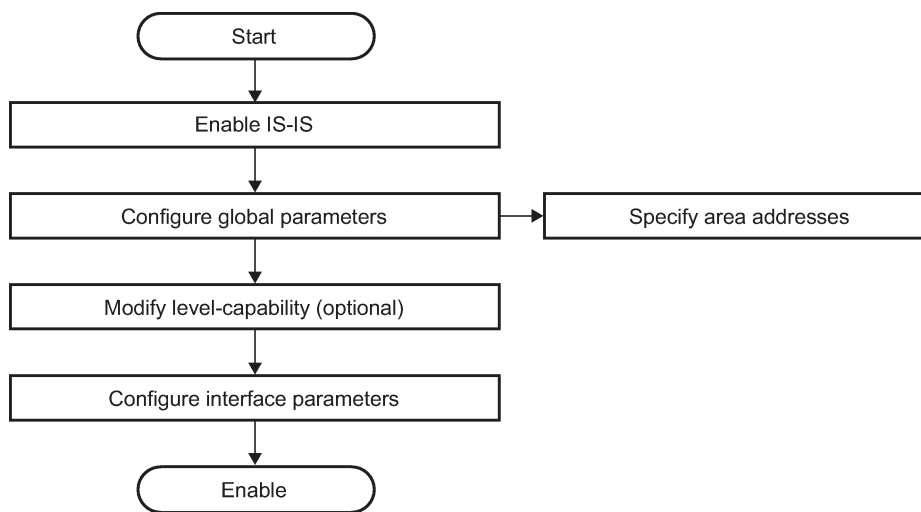 Start
Enable IS-IS
Configure global parameters
Specify area addresses
Modify level-capability (optional)
Configure interface parameters
Enable